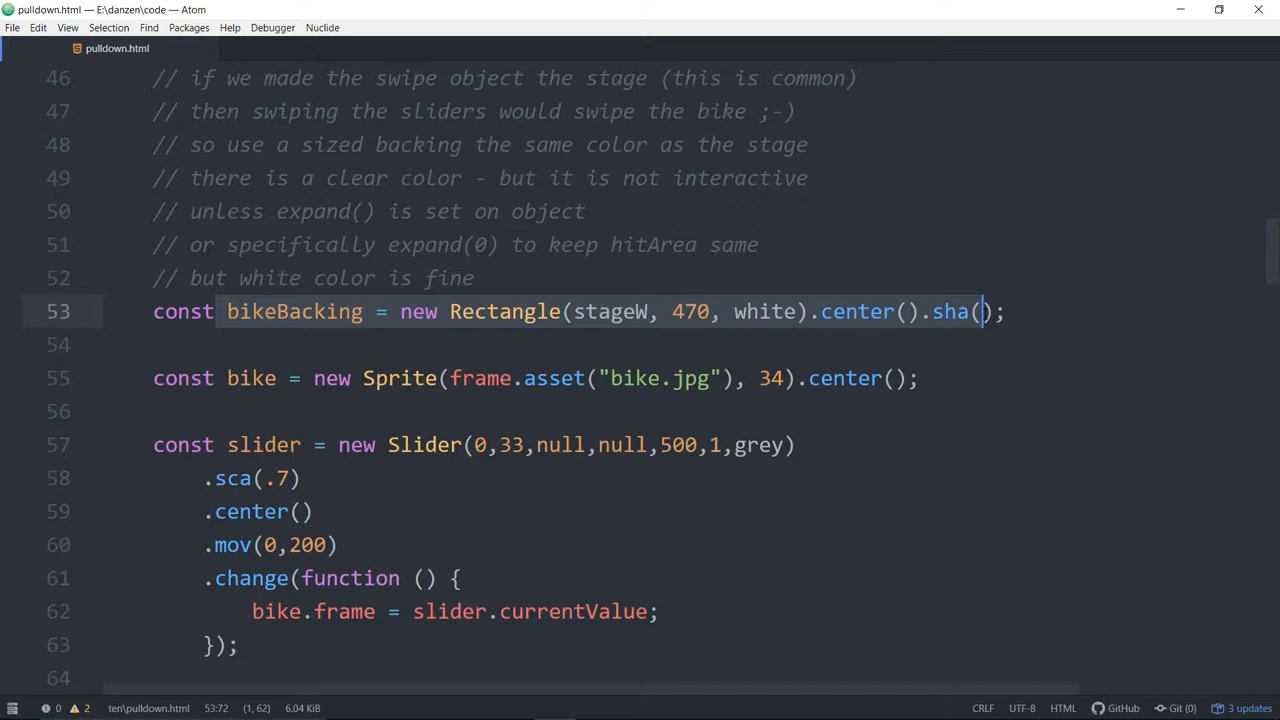 pulldown.html — E:\danzen\code — Atom
File Edit View Selection Find Packages Help Debugger Nuclide
pulldown.html
46 // if we made the swipe object the stage (this is common)
47 // then swiping the sliders would swipe the bike ;-)
48 // so use a sized backing the same color as the stage
49 // there is a clear color - but it is not interactive
50 // unless expand() is set on object
51 // or specifically expand(0) to keep hitArea same
52 // but white color is fine
53 const bikeBacking = new Rectangle(stageW, 470, white).center().sha();
54
55 const bike = new Sprite(frame.asset("bike.jpg"), 34).center();
56
57 const slider = new Slider(0,33,null,null,500,1,grey)
58 .sca(.7)
59 .center()
60 .mov(0,200)
61 .change(function () {
62 bike.frame = slider.currentValue;
63 });
64
0 2 ten\pulldown.html 53:72 (1, 62) 6.04 KiB CRLF UTF-8 HTML GitHub Git (0) 3 updates